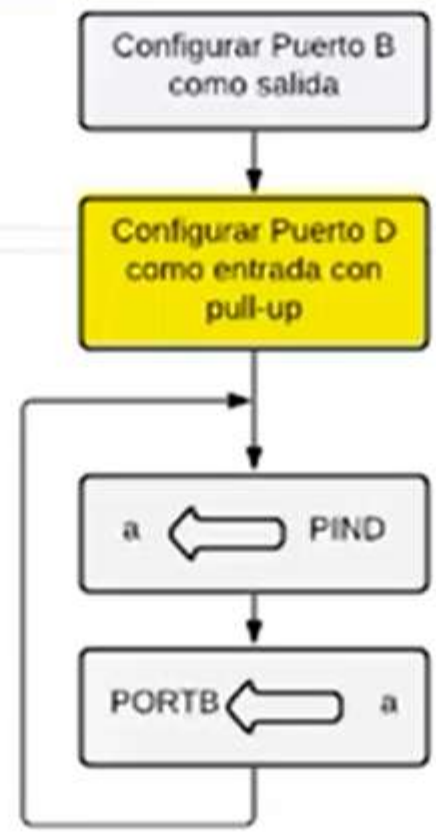 Configurar Puerto B
como salida
Configurar Puerto D
como entrada con
pull-up
a PIND
PORTB a